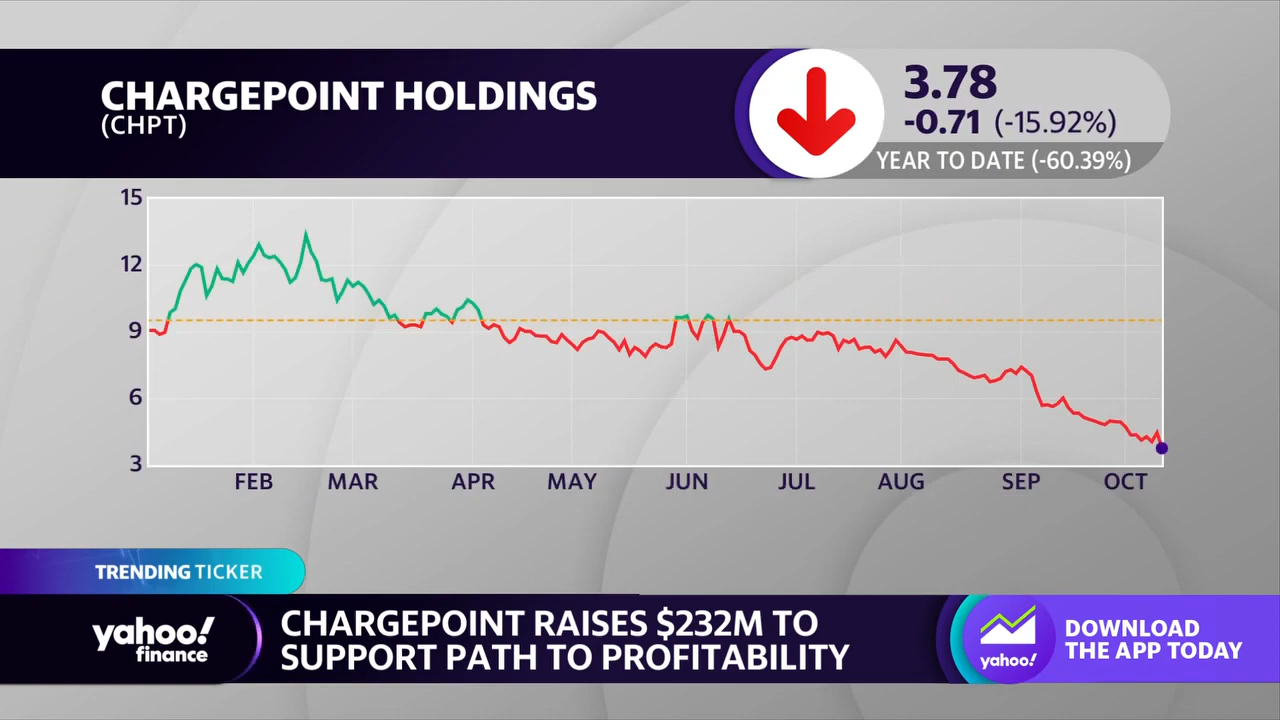 CHARGEPOINT HOLDINGS
(CHPT)
3.78
-0.71 (-15.92%)
YEAR TO DATE (-60.39%)
15
12
9
6
3
FEB MAR APR MAY JUN JUL AUG SEP OCT
TRENDING TICKER
yahoo!
finance
CHARGEPOINT RAISES $232M TO
SUPPORT PATH TO PROFITABILITY
yahoo!
DOWNLOAD
THE APP TODAY